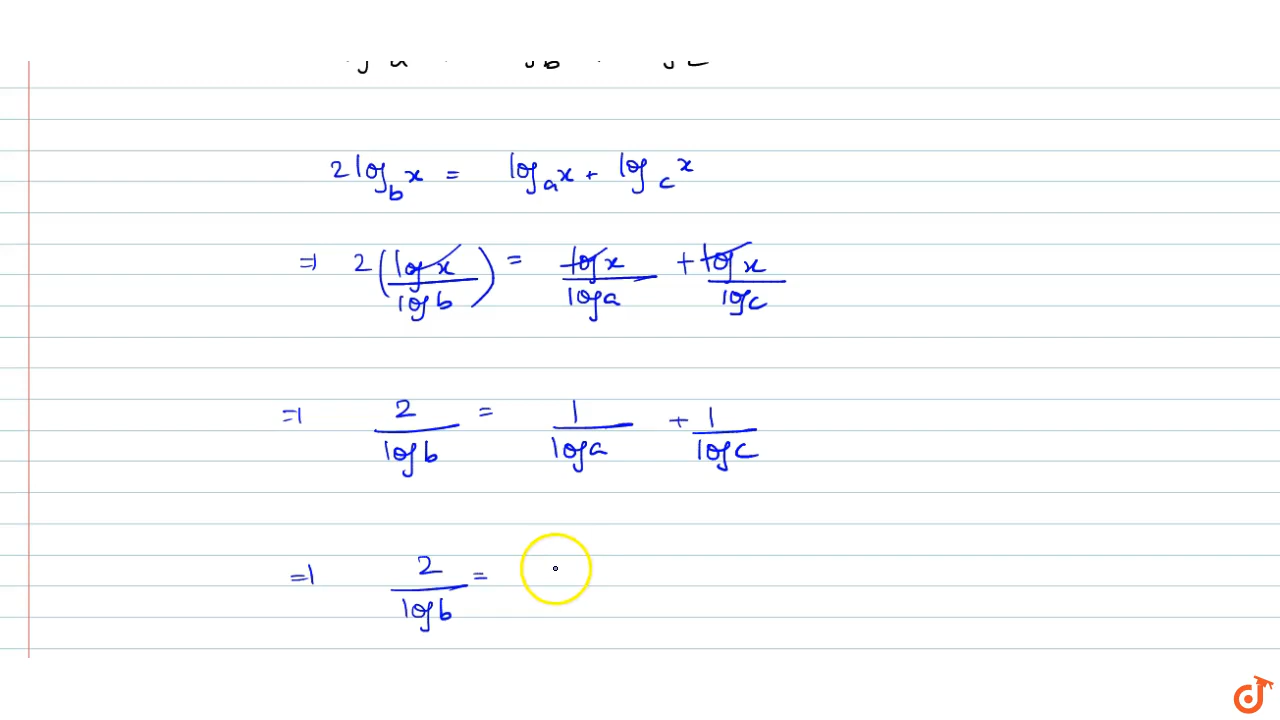 2 log_b x = log_a x + log_c x
⇒ 2 (log x / log b) = log x / log a + log x / log c
⇒ 2 / log b = 1 / log a + 1 / log c
⇒ 2 / log b =